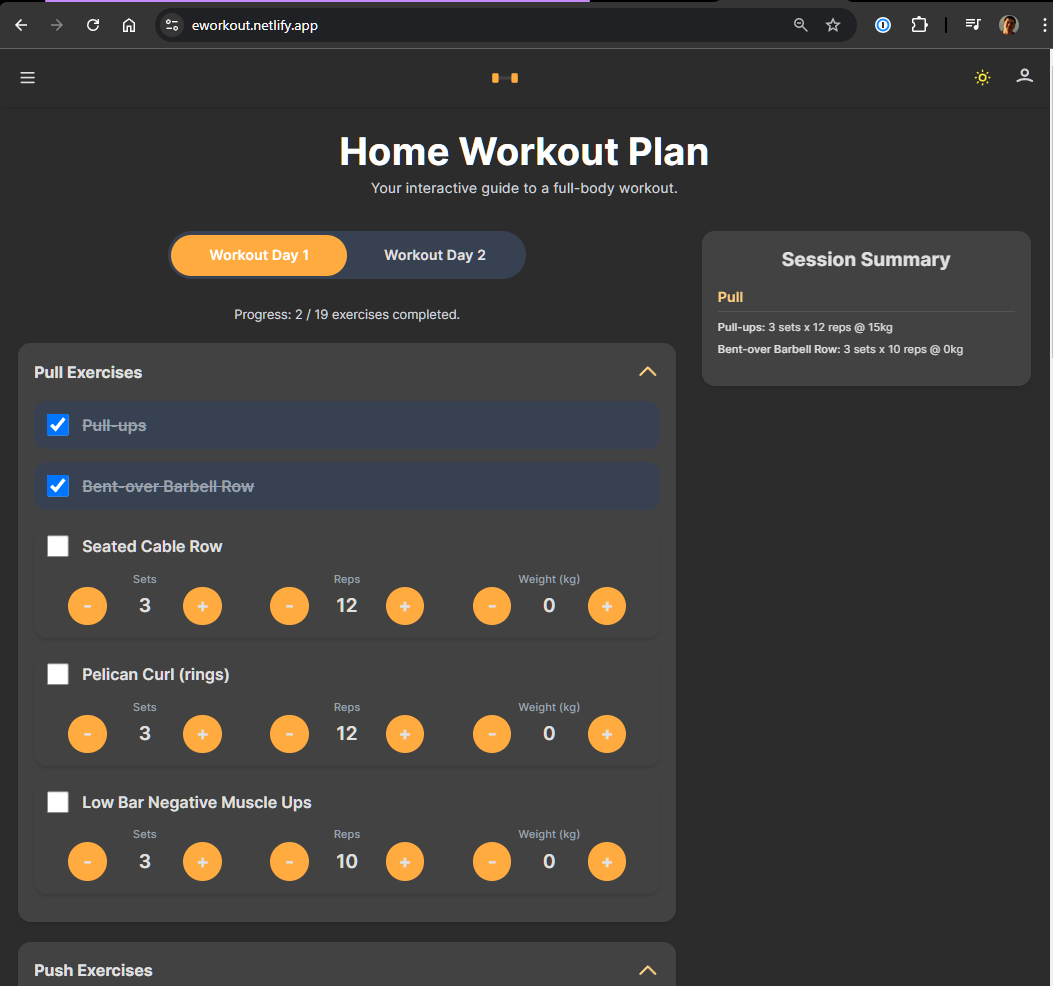 eworkout.netlify.app
Home Workout Plan
Your interactive guide to a full-body workout.
Workout Day 1
Workout Day 2
Progress: 2 / 19 exercises completed.
Pull Exercises
Pull-ups
Bent-over Barbell Row
Seated Cable Row
Sets Reps Weight (kg)
- 3 + - 12 + - 0 +
Pelican Curl (rings)
Sets Reps Weight (kg)
- 3 + - 12 + - 0 +
Low Bar Negative Muscle Ups
Sets Reps Weight (kg)
- 3 + - 10 + - 0 +
Push Exercises
Session Summary
Pull
Pull-ups: 3 sets x 12 reps @ 15kg
Bent-over Barbell Row: 3 sets x 10 reps @ 0kg